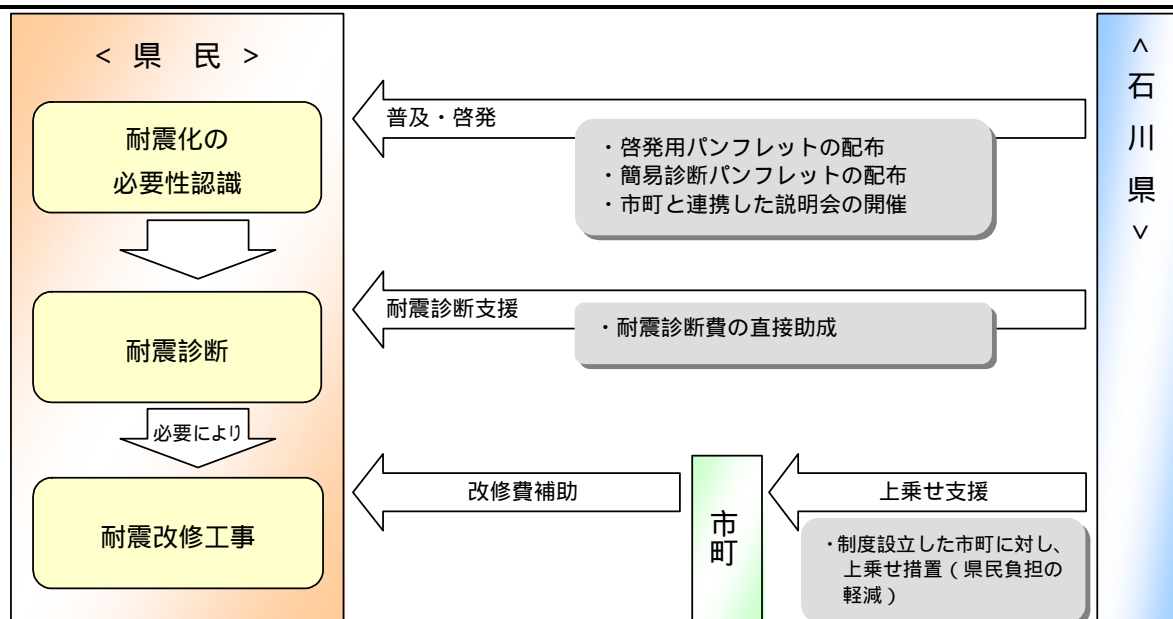 < 県 民 >
耐震化の
必要性認識
耐震診断
必要により
耐震改修工事
普及・啓発
・啓発用パンフレットの配布
・簡易診断パンフレットの配布
・市町と連携した説明会の開催
耐震診断支援
・耐震診断費の直接助成
改修費補助
市町
上乗せ支援
・制度設立した市町に対し、
上乗せ措置(県民負担の
軽減)
<石川県>